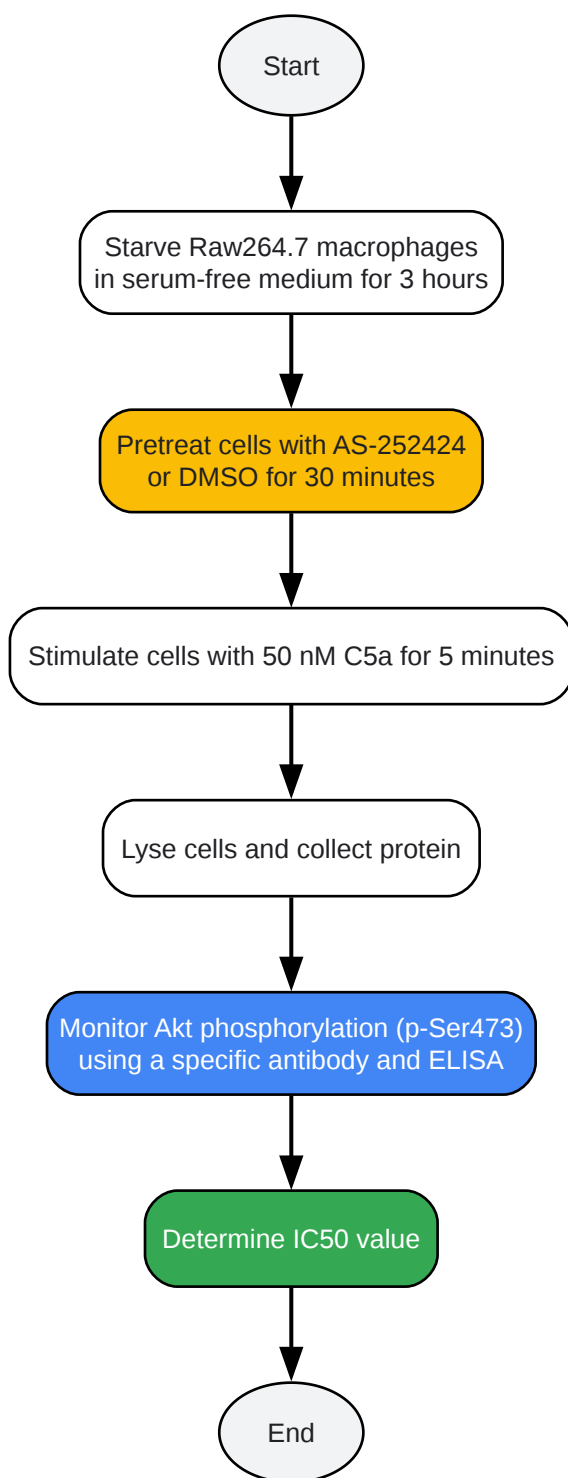 Start
Starve Raw264.7 macrophages
in serum-free medium for 3 hours
Pretreat cells with AS-252424
or DMSO for 30 minutes
Stimulate cells with 50 nM C5a for 5 minutes
Lyse cells and collect protein
Monitor Akt phosphorylation (p-Ser473)
using a specific antibody and ELISA
Determine IC50 value
End